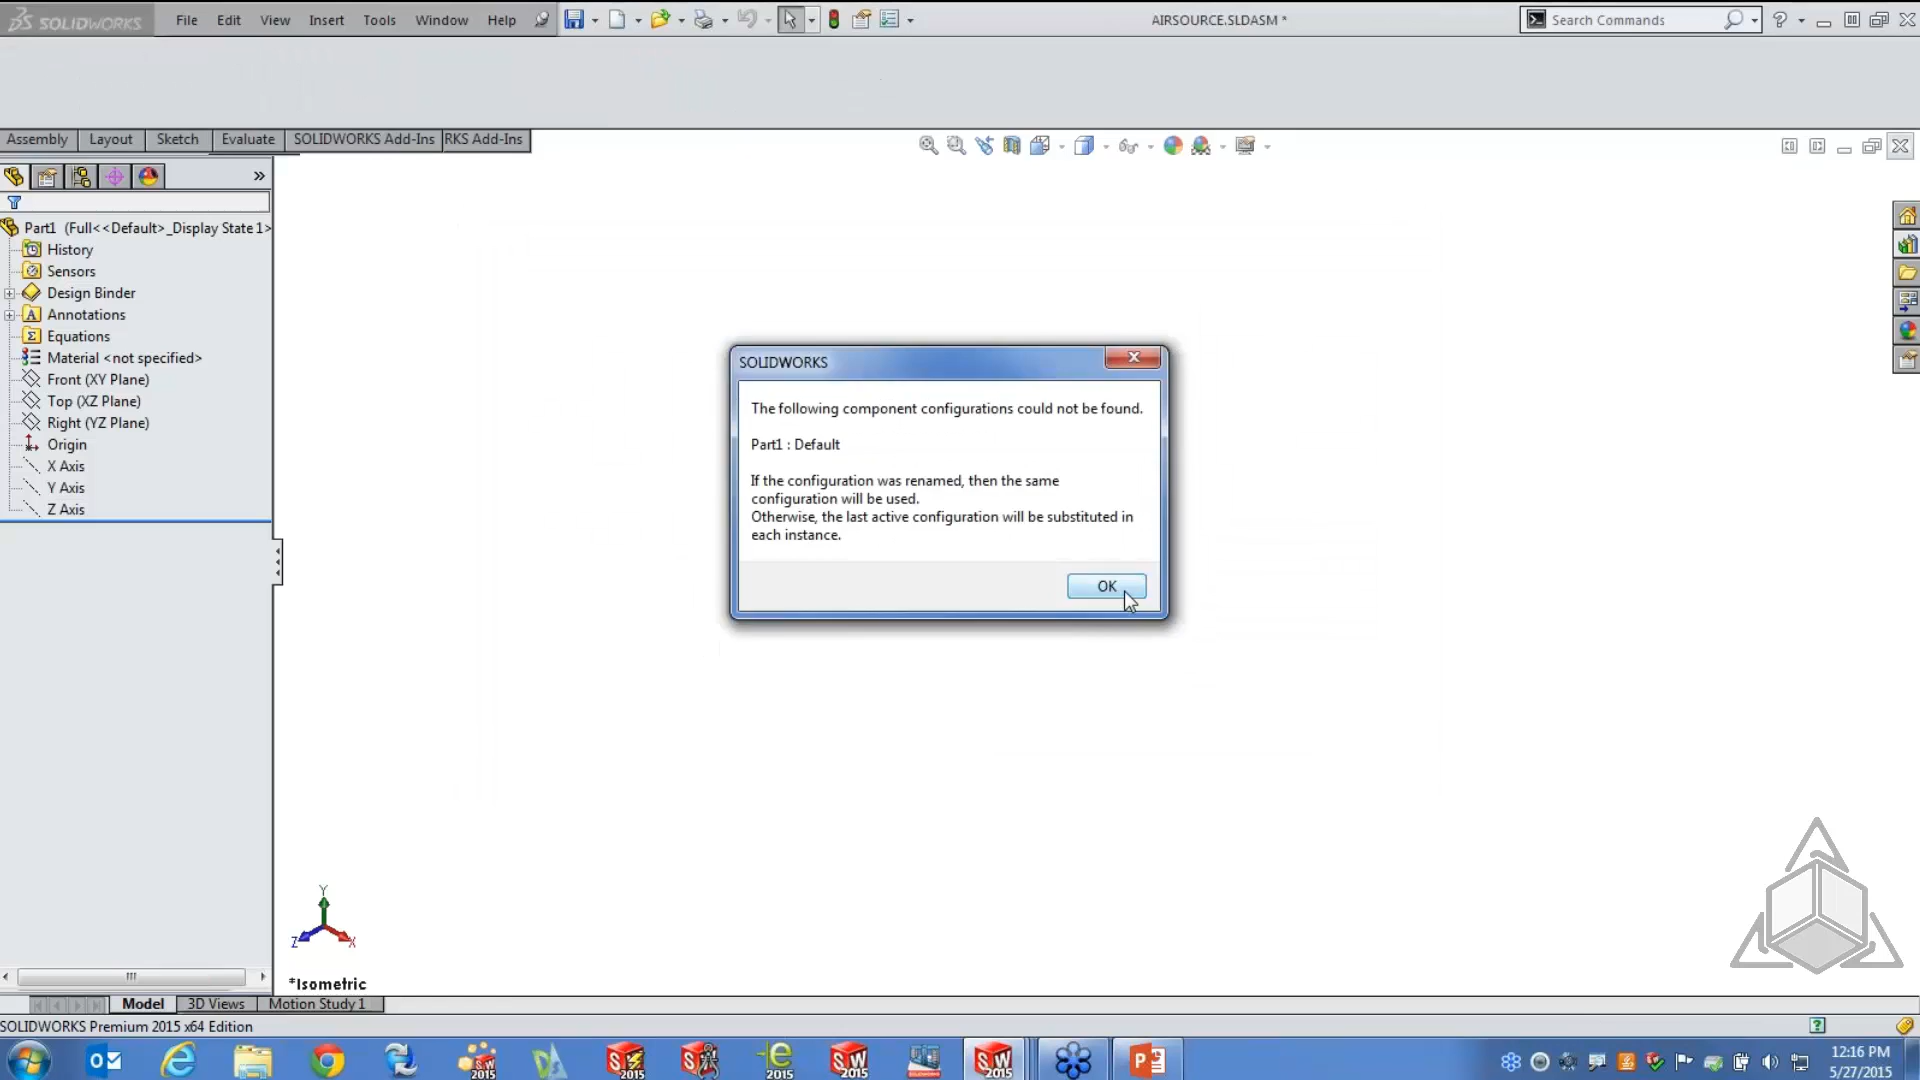 SOLIDWORKS File Edit View Insert Tools Window Help AIRSOURCE.SLDASM * Search Commands
Assembly Layout Sketch Evaluate SOLIDWORKS Add-Ins RKS Add-Ins
Part1 (Full<<Default>_Display State 1>
History
Sensors
Design Binder
Annotations
Equations
Material <not specified>
Front (XY Plane)
Top (XZ Plane)
Right (YZ Plane)
Origin
X Axis
Y Axis
Z Axis
SOLIDWORKS
The following component configurations could not be found.
Part1 : Default
If the configuration was renamed, then the same
configuration will be used.
Otherwise, the last active configuration will be substituted in
each instance.
OK
Y
Z X
*Isometric
Model 3D Views Motion Study 1
SOLIDWORKS Premium 2015 x64 Edition
12:16 PM
5/27/2015